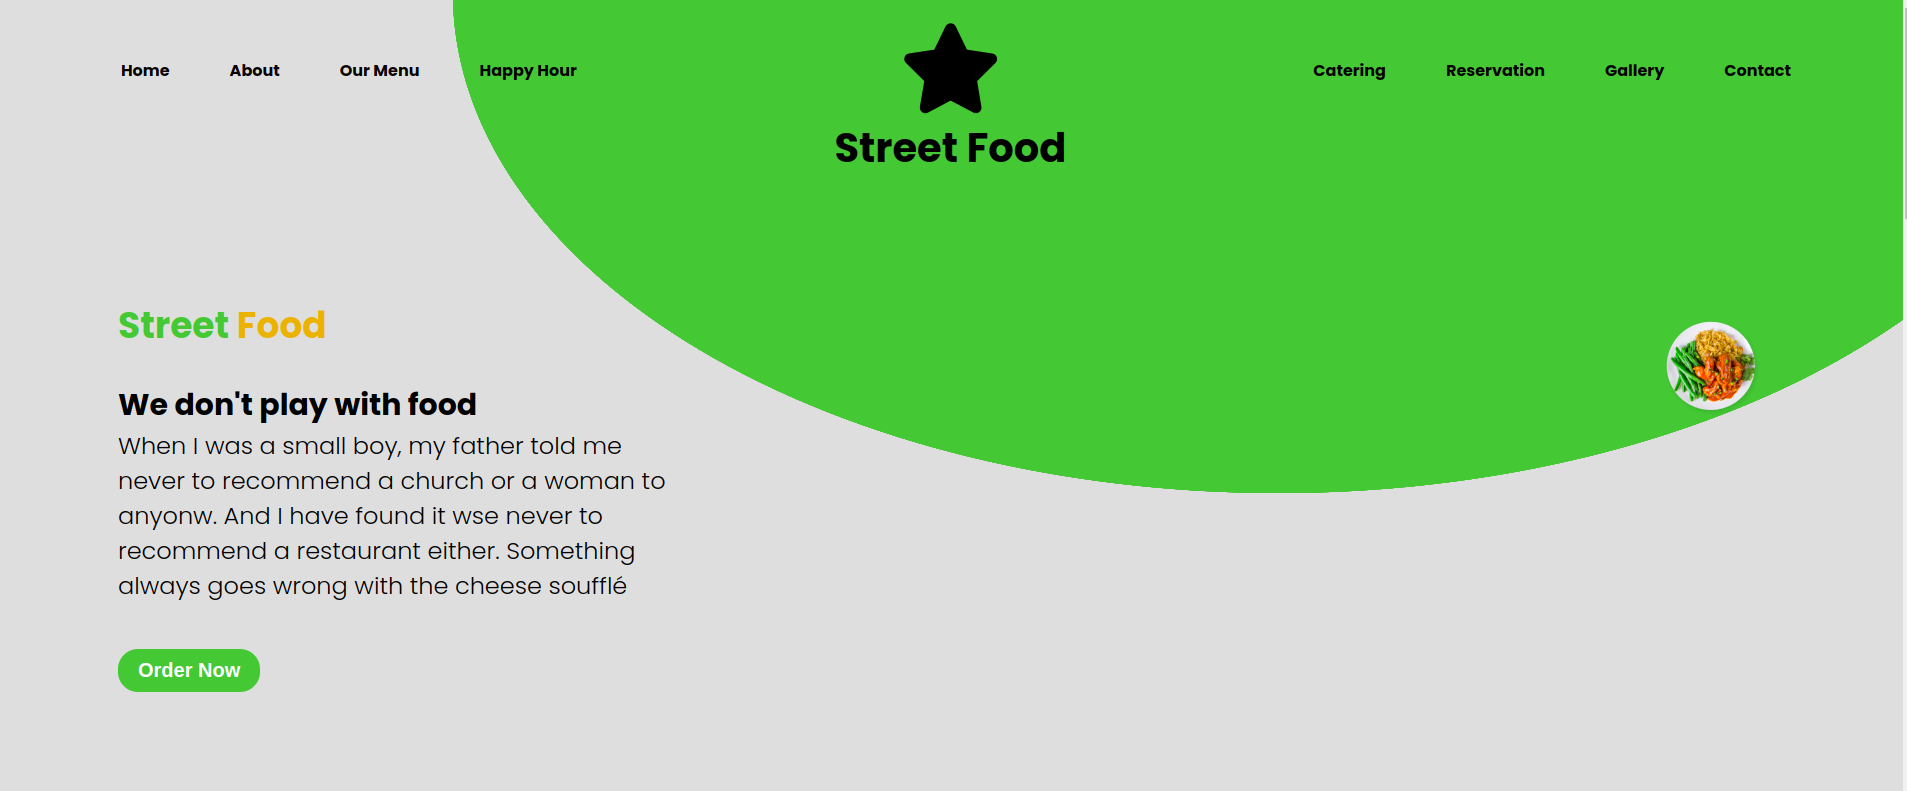 Home About Our Menu Happy Hour Catering Reservation Gallery Contact
Street Food
Street Food
We don't play with food
When I was a small boy, my father told me
never to recommend a church or a woman to
anyonw. And I have found it wse never to
recommend a restaurant either. Something
always goes wrong with the cheese soufflé
Order Now